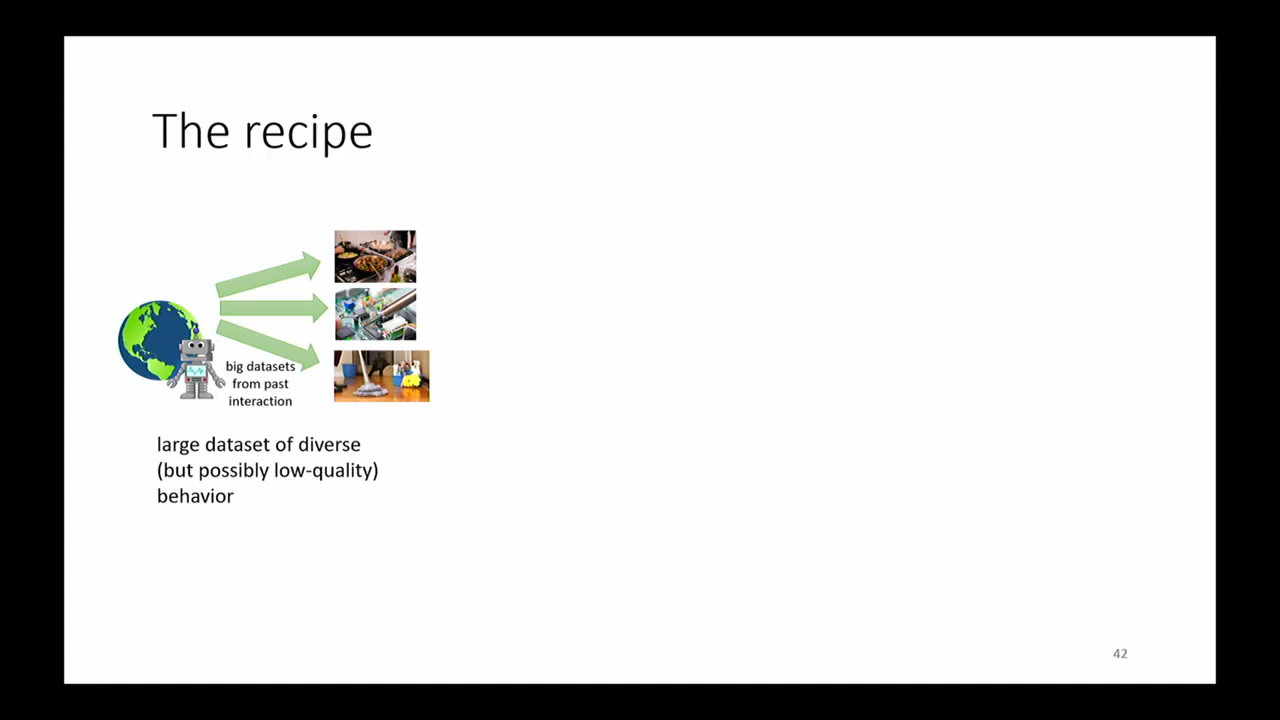 The recipe
big datasets
from past
interaction
large dataset of diverse
(but possibly low-quality)
behavior
42